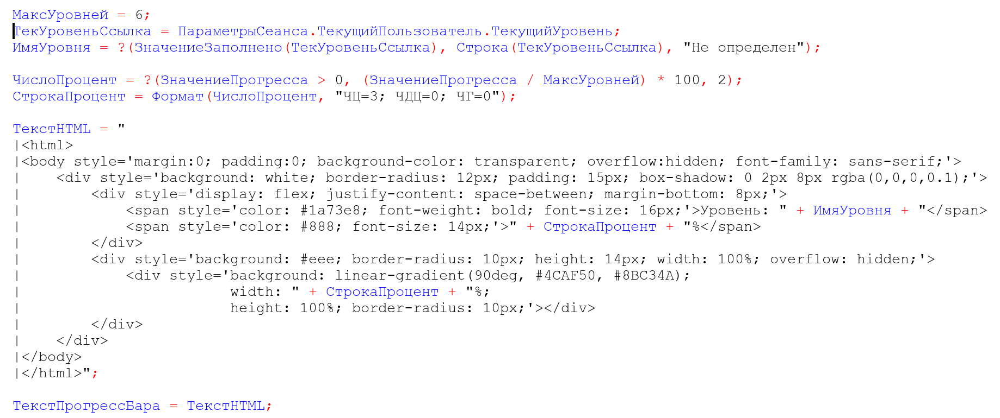 МаксУровней = 6;
ТекУровеньСсылка = ПараметрыСеанса.ТекущийПользователь.ТекущийУровень;
ИмяУровня = ?(ЗначениеЗаполнено(ТекУровеньСсылка), Строка(ТекУровеньСсылка), "Не определен");

ЧислоПроцент = ?(ЗначениеПрогресса > 0, (ЗначениеПрогресса / МаксУровней) * 100, 2);
СтрокаПроцент = Формат(ЧислоПроцент, "ЧЦ=3; ЧДЦ=0; ЧГ=0");

ТекстHTML = "
|<html>
|<body style='margin:0; padding:0; background-color: transparent; overflow:hidden; font-family: sans-serif;'>
|    <div style='background: white; border-radius: 12px; padding: 15px; box-shadow: 0 2px 8px rgba(0,0,0,0.1);'>
|        <div style='display: flex; justify-content: space-between; margin-bottom: 8px;'>
|            <span style='color: #1a73e8; font-weight: bold; font-size: 16px;'>Уровень: " + ИмяУровня + "</span>
|            <span style='color: #888; font-size: 14px;'>" + СтрокаПроцент + "%</span>
|        </div>
|        <div style='background: #eee; border-radius: 10px; height: 14px; width: 100%; overflow: hidden;'>
|            <div style='background: linear-gradient(90deg, #4CAF50, #8BC34A);
|                        width: " + СтрокаПроцент + "%;
|                        height: 100%; border-radius: 10px;'></div>
|        </div>
|    </div>
|</body>
|</html>";

ТекстПрогрессБара = ТекстHTML;